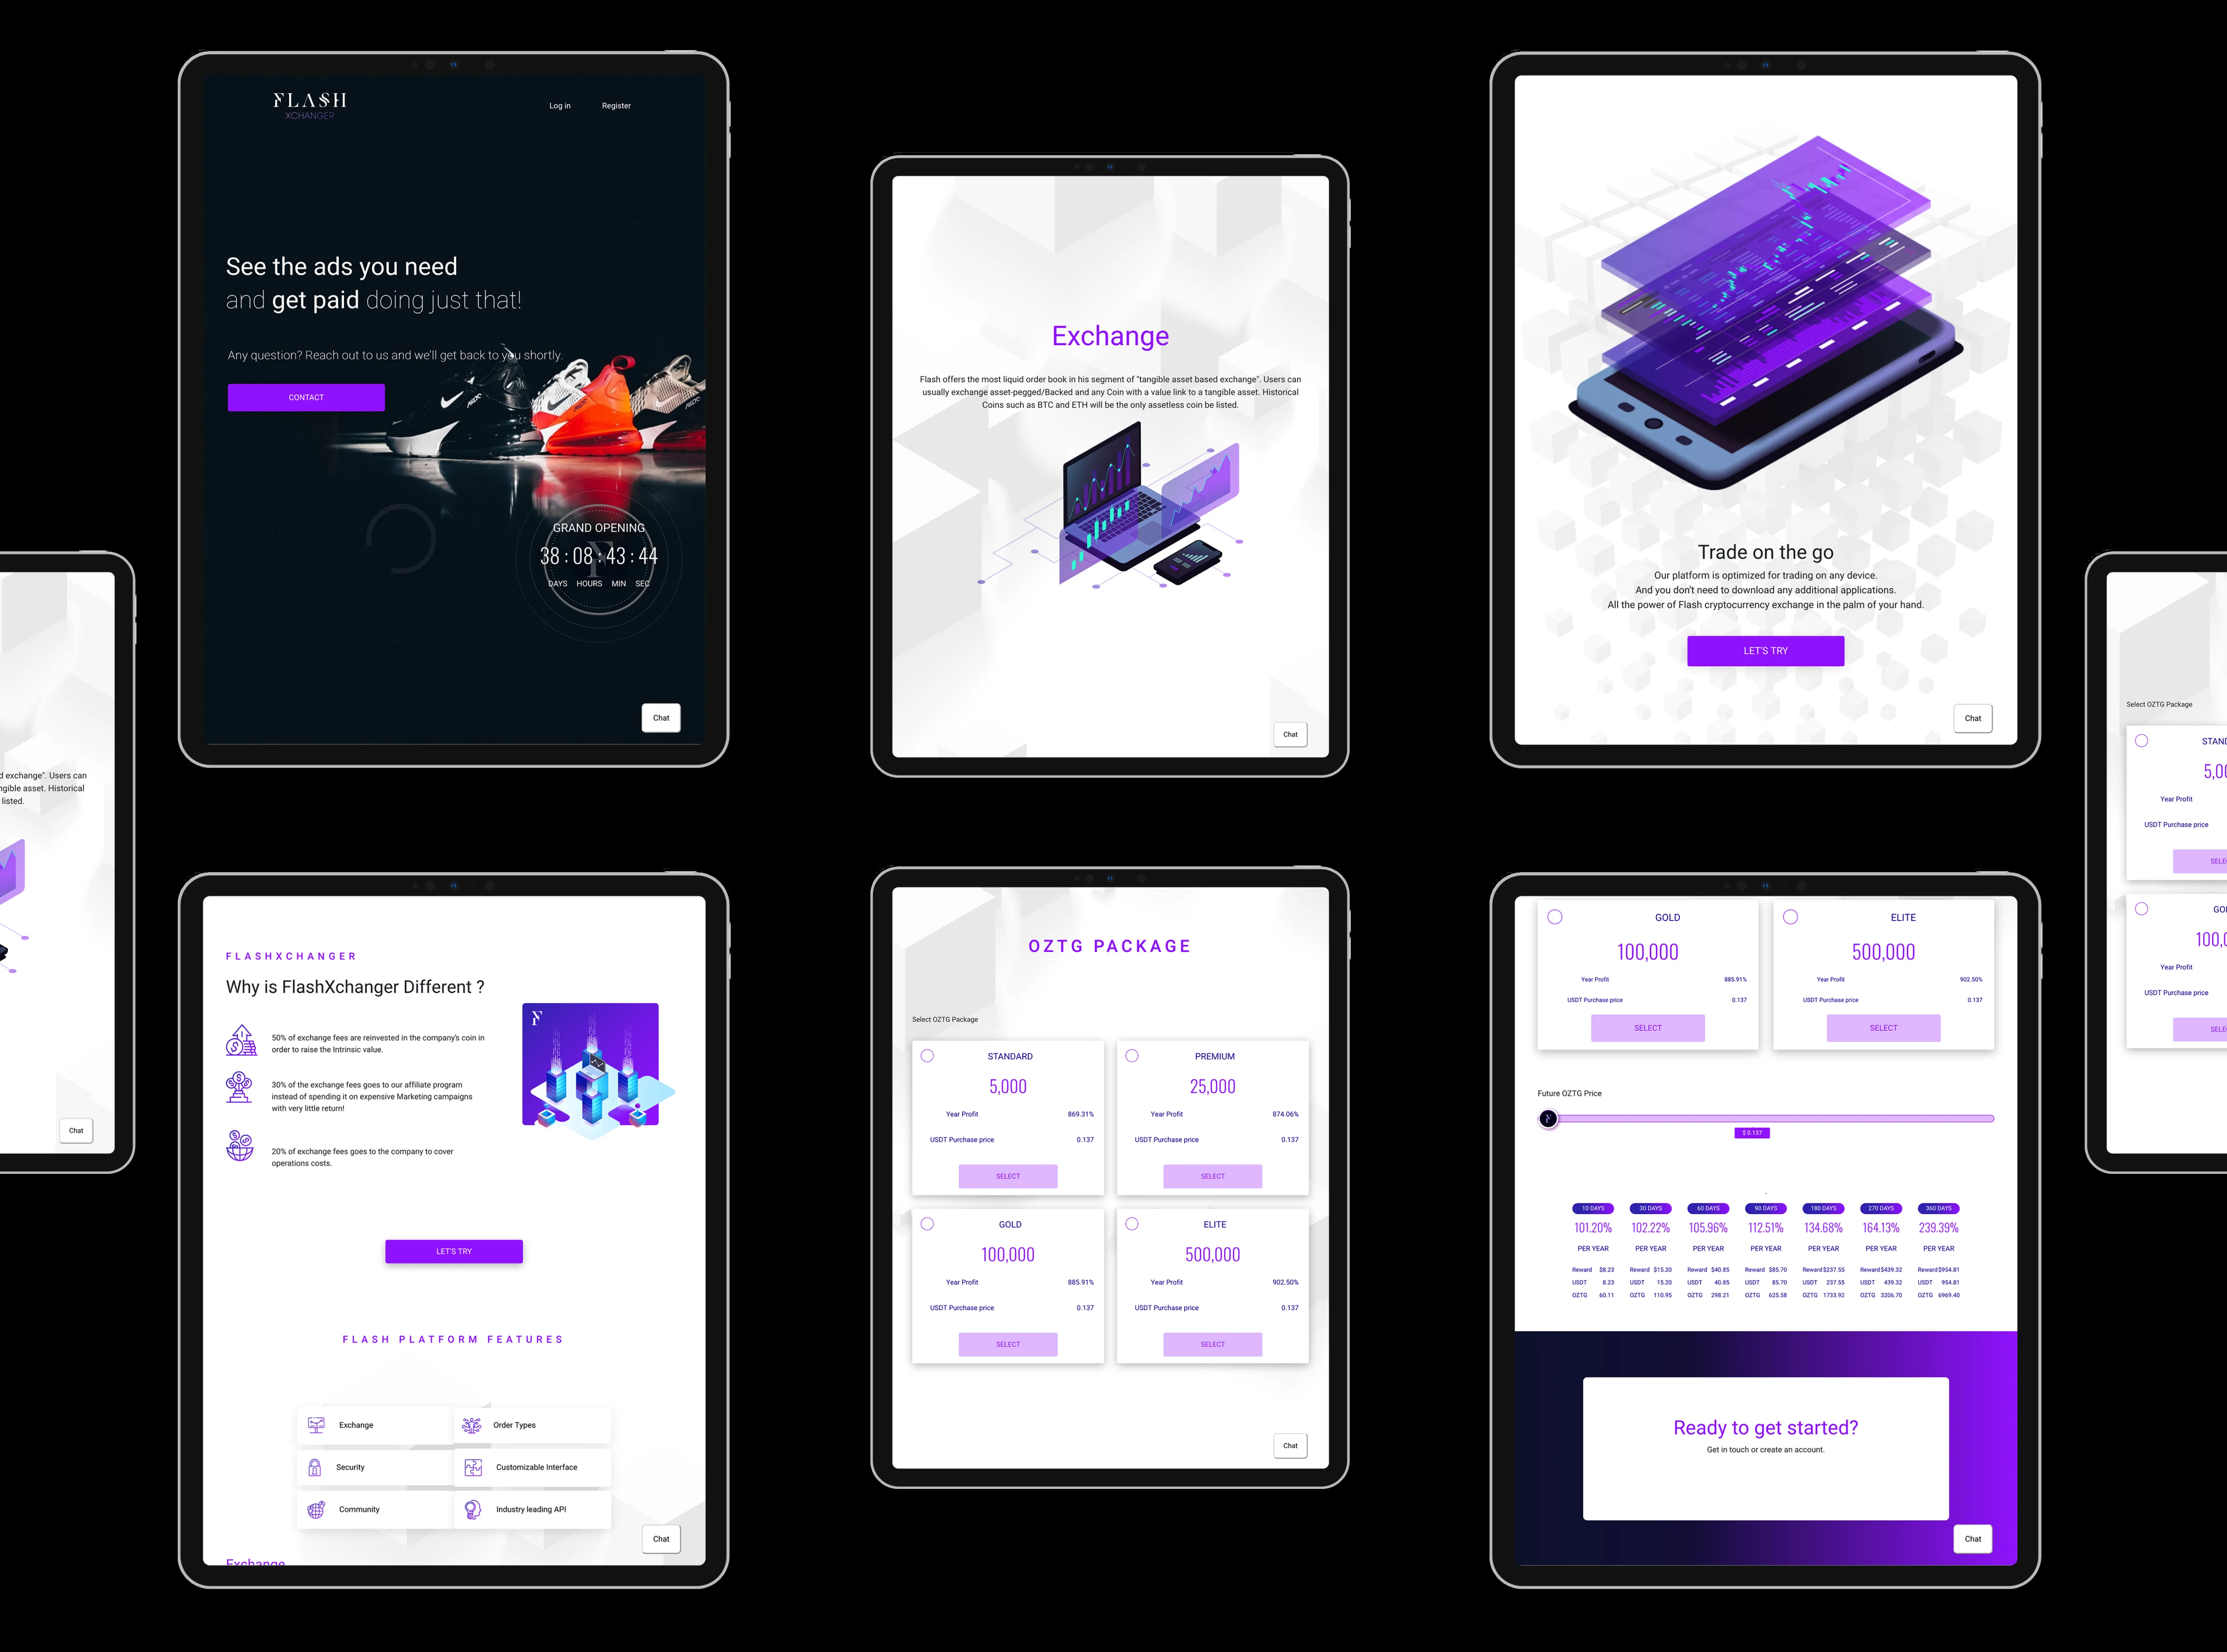 FLASH
XCHANGER
Log in
Register
See the ads you need
and get paid doing just that!
Any question? Reach out to us and we'll get back to you shortly.
CONTACT
GRAND OPENING
38 : 08 : 43 : 44
DAYS HOURS MIN SEC
Chat
Exchange
Flash offers the most liquid order book in his segment of "tangible asset based exchange". Users can
usually exchange asset-pegged/Backed and any Coin with a value link to a tangible asset. Historical
Coins such as BTC and ETH will be the only assetless coin be listed.
Chat
Trade on the go
Our platform is optimized for trading on any device.
And you don't need to download any additional applications.
All the power of Flash cryptocurrency exchange in the palm of your hand.
LET'S TRY
Chat
d exchange". Users can
ngible asset. Historical
listed.
Chat
FLASHXCHANGER
Why is FlashXchanger Different ?
50% of exchange fees are reinvested in the company's coin in
order to raise the Intrinsic value.
30% of the exchange fees goes to our affiliate program
instead of spending it on expensive Marketing campaigns
with very little return!
20% of exchange fees goes to the company to cover
operations costs.
LET'S TRY
FLASH PLATFORM FEATURES
Exchange
Order Types
Security
Customizable Interface
Community
Industry leading API
Chat
Exchange
OZTG PACKAGE
Select OZTG Package
STANDARD
5,000
Year Profit 869.31%
USDT Purchase price 0.137
SELECT
PREMIUM
25,000
Year Profit 874.06%
USDT Purchase price 0.137
SELECT
GOLD
100,000
Year Profit 885.91%
USDT Purchase price 0.137
SELECT
ELITE
500,000
Year Profit 902.50%
USDT Purchase price 0.137
SELECT
Chat
GOLD
100,000
Year Profit 885.91%
USDT Purchase price 0.137
SELECT
ELITE
500,000
Year Profit 902.50%
USDT Purchase price 0.137
SELECT
Future OZTG Price
$ 0.137
10 DAYS 30 DAYS 60 DAYS 90 DAYS 180 DAYS 270 DAYS 360 DAYS
101.20% 102.22% 105.96% 112.51% 134.68% 164.13% 239.39%
PER YEAR PER YEAR PER YEAR PER YEAR PER YEAR PER YEAR PER YEAR
Reward $8.23 Reward $15.20 Reward $40.85 Reward $85.70 Reward $237.55 Reward $439.32 Reward $954.81
USDT 8.23 USDT 15.20 USDT 40.85 USDT 85.70 USDT 237.55 USDT 439.32 USDT 954.81
OZTG 60.11 OZTG 110.95 OZTG 298.21 OZTG 625.58 OZTG 1733.92 OZTG 3206.70 OZTG 6969.40
Ready to get started?
Get in touch or create an account.
Chat
Select OZTG Package
STAND
5,00
Year Profit
USDT Purchase price
SELE
GOL
100,0
Year Profit
USDT Purchase price
SELE